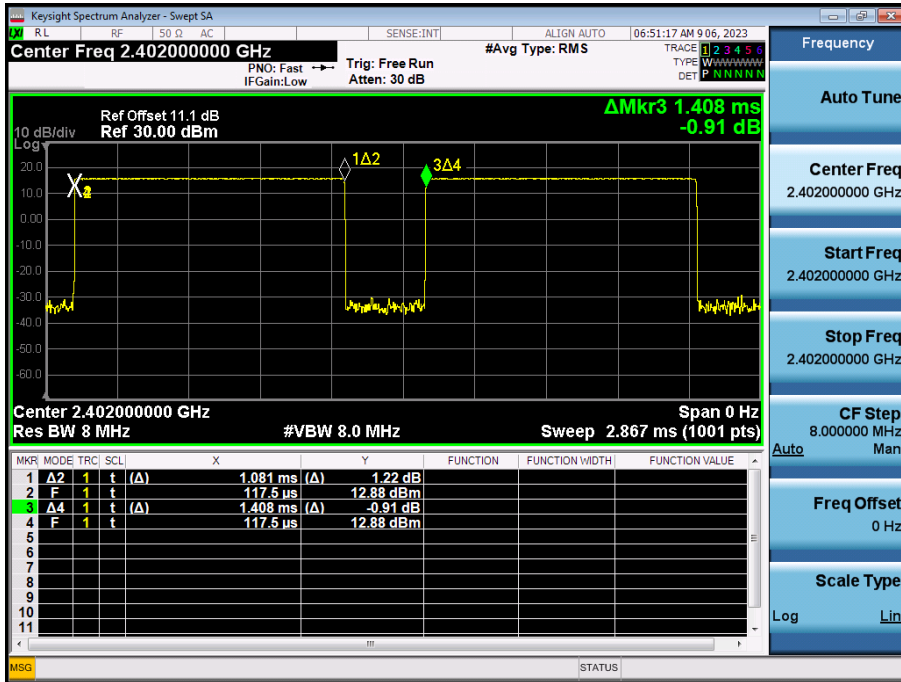 Keysight Spectrum Analyzer - Swept SA
LXI RL RF 50 Ω AC SENSE:INT ALIGN AUTO 06:51:17 AM 9 06, 2023
Center Freq 2.402000000 GHz
PNO: Fast
IFGain:Low
Trig: Free Run
Atten: 30 dB
#Avg Type: RMS
TRACE 1 2 3 4 5 6
TYPE WWWWWWW
DET P N N N N N
ΔMkr3 1.408 ms
-0.91 dB
Ref Offset 11.1 dB
10 dB/div Ref 30.00 dBm
Log
1Δ2
3Δ4
20.0
10.0
0.00
-10.0
-20.0
-30.0
-40.0
-50.0
-60.0
X 2
Center 2.402000000 GHz Span 0 Hz
Res BW 8 MHz #VBW 8.0 MHz Sweep 2.867 ms (1001 pts)
MKR MODE TRC SCL X Y FUNCTION FUNCTION WIDTH FUNCTION VALUE
1 Δ2 1 t (Δ) 1.081 ms (Δ) 1.22 dB
2 F 1 t 117.5 µs 12.88 dBm
3 Δ4 1 t (Δ) 1.408 ms (Δ) -0.91 dB
4 F 1 t 117.5 µs 12.88 dBm
5
6
7
8
9
10
11
MSG STATUS
Frequency
Auto Tune
Center Freq
2.402000000 GHz
Start Freq
2.402000000 GHz
Stop Freq
2.402000000 GHz
CF Step
8.000000 MHz
Auto Man
Freq Offset
0 Hz
Scale Type
Log Lin